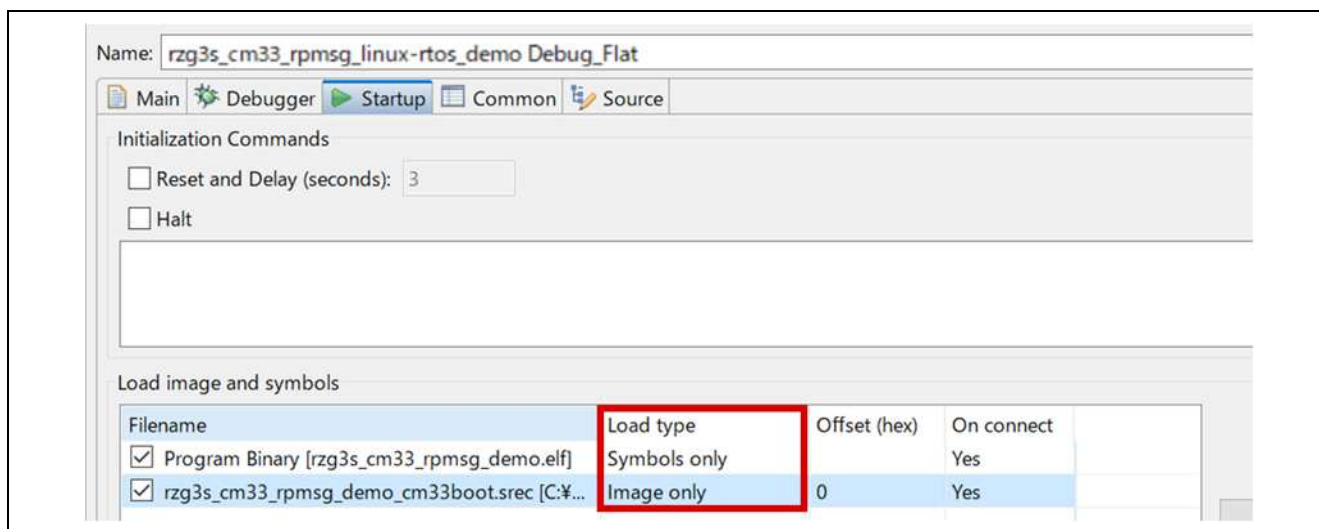 Name: rzg3s_cm33_rpmsg_linux-rtos_demo Debug_Flat
Main Debugger Startup Common Source
Initialization Commands
Reset and Delay (seconds): 3
Halt
Load image and symbols
Filename Load type Offset (hex) On connect
Program Binary [rzg3s_cm33_rpmsg_demo.elf] Symbols only Yes
rzg3s_cm33_rpmsg_demo_cm33boot.srec [C:¥... Image only 0 Yes